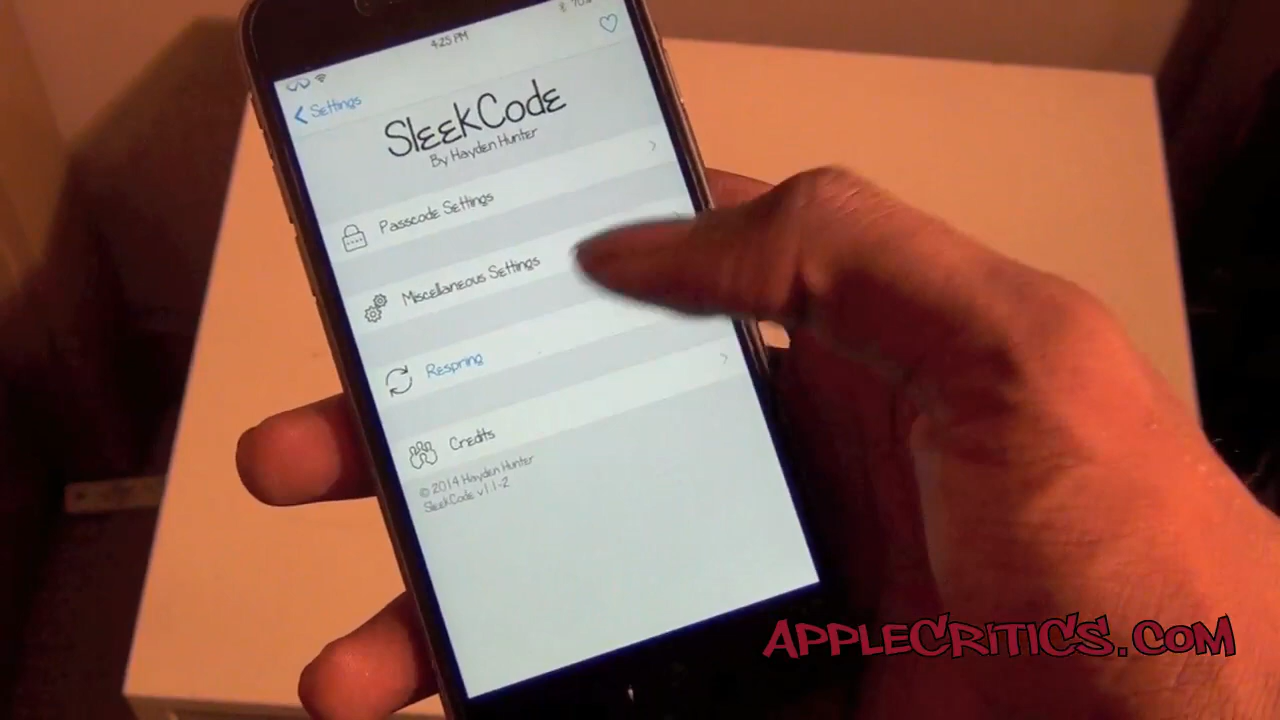 4:25 PM
Settings
SleekCode
By Hayden Hunter
Passcode Settings
Miscellaneous Settings
Respring
Credits
© 2014 Hayden Hunter
SleekCode v1.1-2
AppleCritics.com